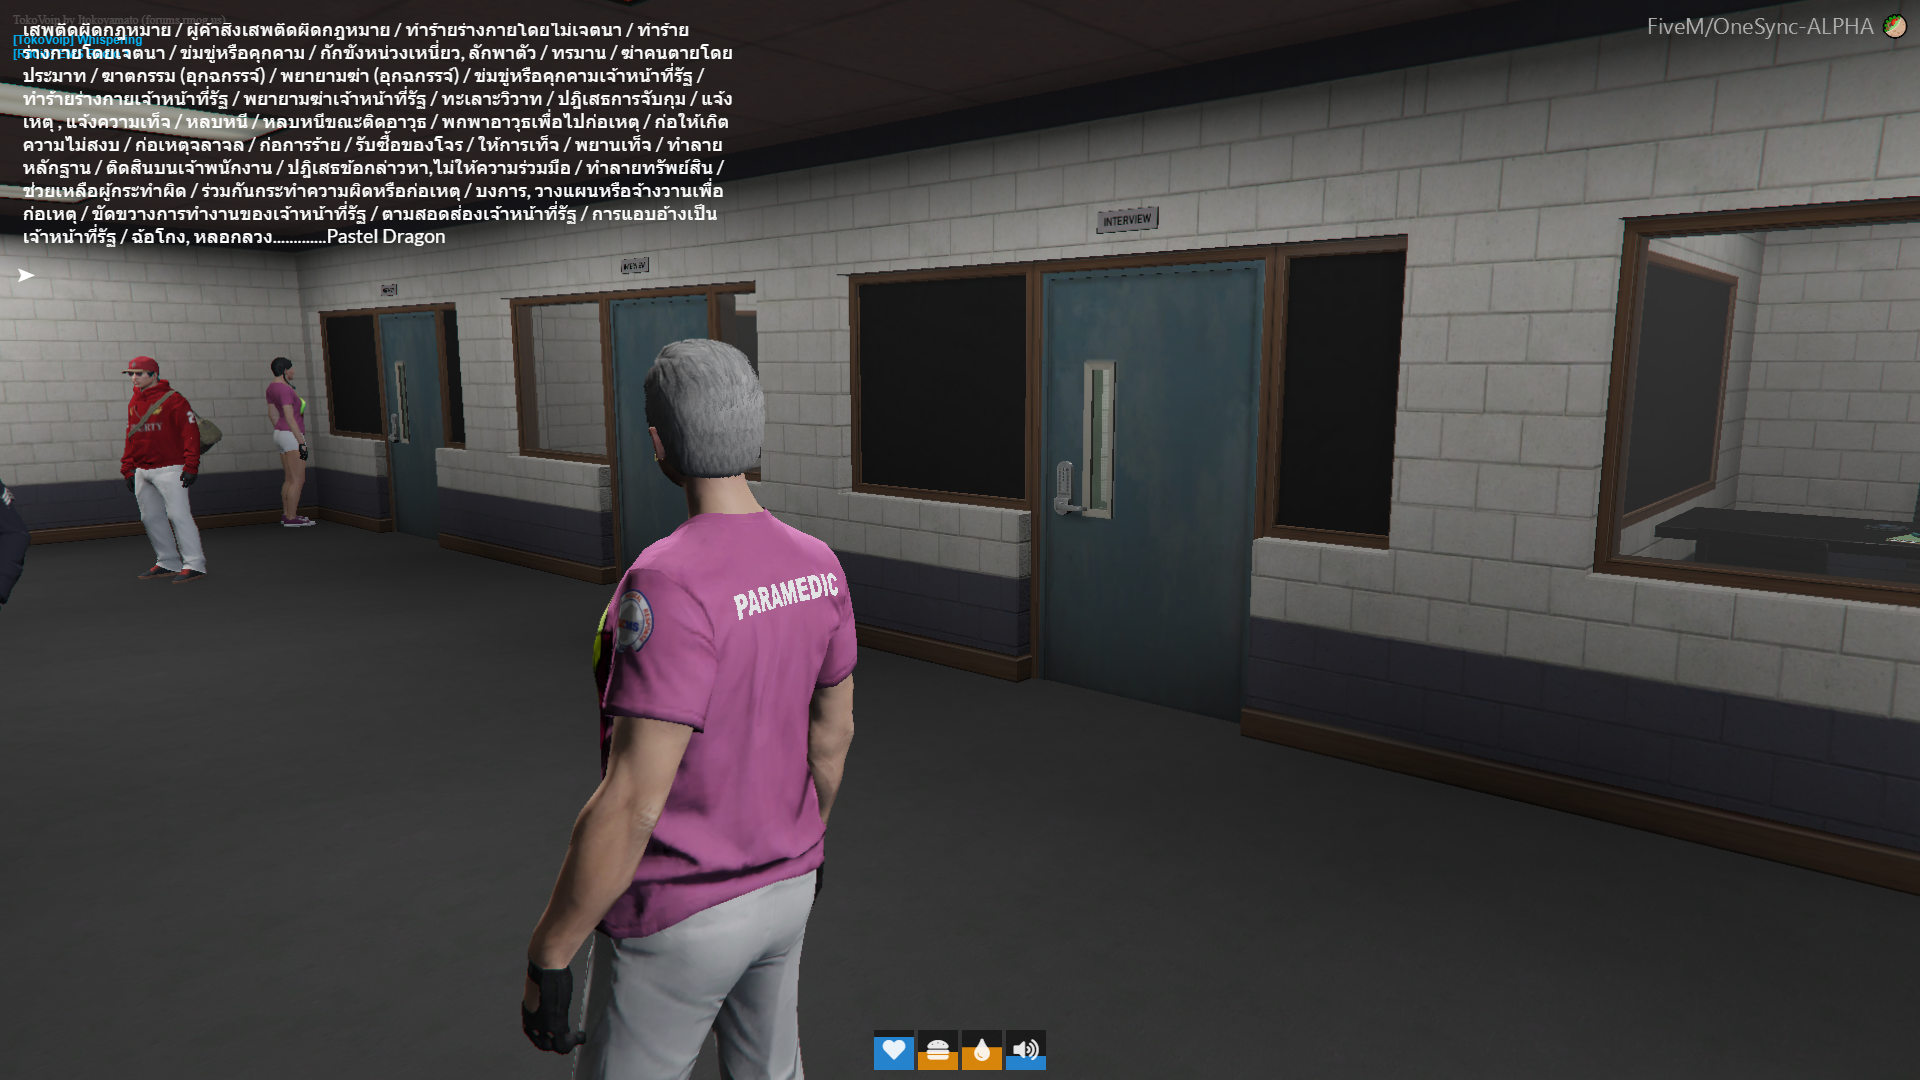 TokoVoip by Itokoyamato (forums.rmog.us)
[TokoVoip] Whispering
เสพติดผิดกฎหมาย / ผู้ค้าสิ่งเสพติดผิดกฎหมาย / ทำร้ายร่างกายโดยไม่เจตนา / ทำร้าย
ร่างกายโดยเจตนา / ข่มขู่หรือคุกคาม / กักขังหน่วงเหนี่ยว, ลักพาตัว / ทรมาน / ฆ่าคนตายโดย
ประมาท / ฆาตกรรม (อุกฉกรรจ์) / พยายามฆ่า (อุกฉกรรจ์) / ข่มขู่หรือคุกคามเจ้าหน้าที่รัฐ /
ทำร้ายร่างกายเจ้าหน้าที่รัฐ / พยายามฆ่าเจ้าหน้าที่รัฐ / ทะเลาะวิวาท / ปฎิเสธการจับกุม / แจ้ง
เหตุ , แจ้งความเท็จ / หลบหนี / หลบหนีขณะติดอาวุธ / พกพาอาวุธเพื่อไปก่อเหตุ / ก่อให้เกิด
ความไม่สงบ / ก่อเหตุจลาจล / ก่อการร้าย / รับซื้อของโจร / ให้การเท็จ / พยานเท็จ / ทำลาย
หลักฐาน / ติดสินบนเจ้าพนักงาน / ปฎิเสธข้อกล่าวหา,ไม่ให้ความร่วมมือ / ทำลายทรัพย์สิน /
ช่วยเหลือผู้กระทำผิด / ร่วมกันกระทำความผิดหรือก่อเหตุ / บงการ, วางแผนหรือจ้างวานเพื่อ
ก่อเหตุ / ขัดขวางการทำงานของเจ้าหน้าที่รัฐ / ตามสอดส่องเจ้าหน้าที่รัฐ / การแอบอ้างเป็น
เจ้าหน้าที่รัฐ / ฉ้อโกง, หลอกลวง.............Pastel Dragon
FiveM/OneSync-ALPHA
INTERVIEW
PARAMEDIC